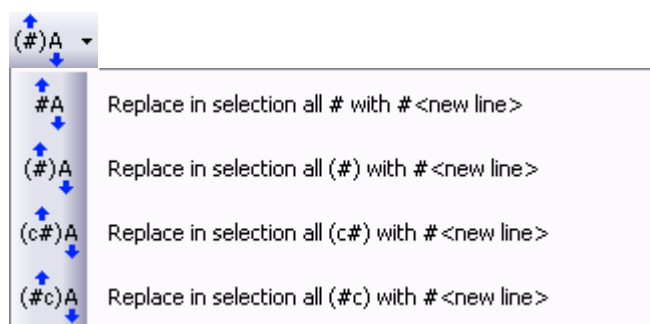 (#)A
#A Replace in selection all # with #<new line>
(#)A Replace in selection all (#) with #<new line>
(c#)A Replace in selection all (c#) with #<new line>
(#c)A Replace in selection all (#c) with #<new line>